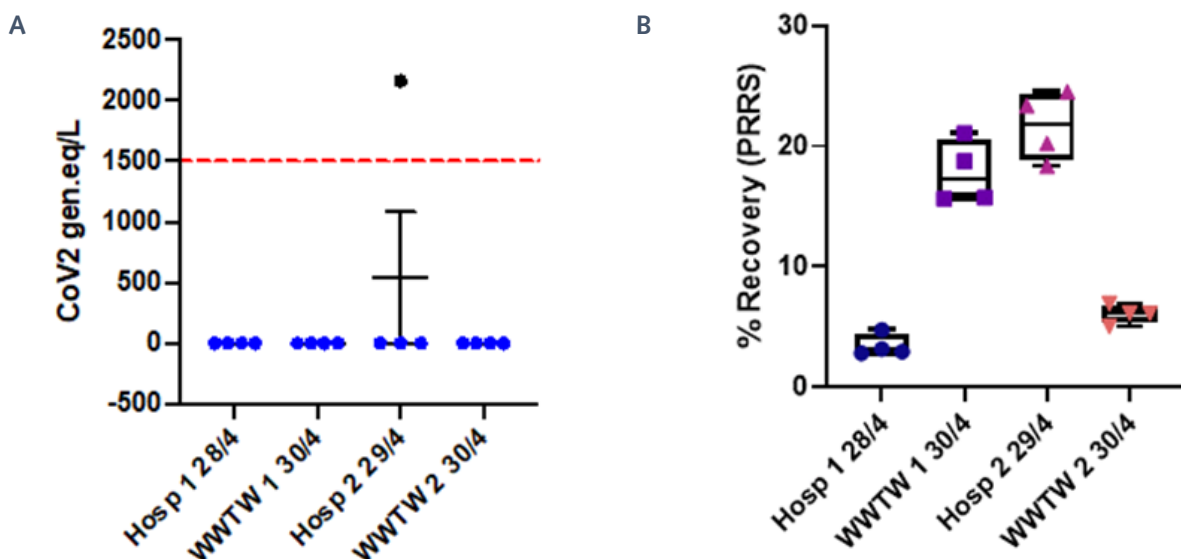 A
CoV2 gen.eq/L
2500
2000
1500
1000
500
0
-500
Hosp 1 28/4
WWTW 1 30/4
Hosp 2 29/4
WWTW 2 30/4
B
% Recovery (PRRS)
30
20
10
0
Hosp 1 28/4
WWTW 1 30/4
Hosp 2 29/4
WWTW 2 30/4